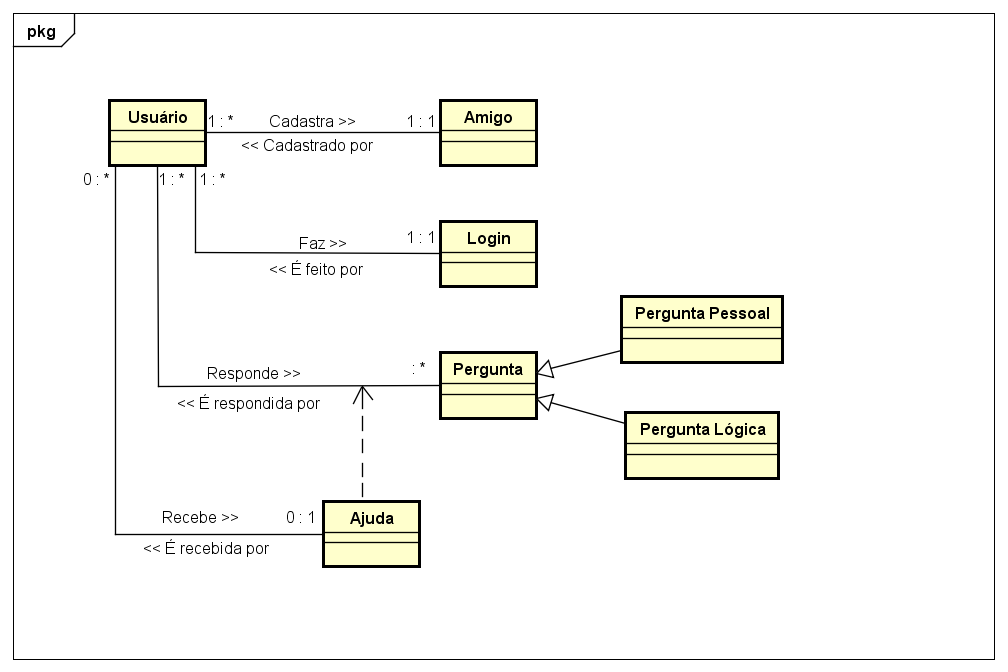 pkg
Usuário
1 : *
Cadastra >>
1 : 1
Amigo
<< Cadastrado por
0 : *
1 : *
1 : *
Faz >>
1 : 1
Login
<< É feito por
Pergunta Pessoal
Responde >>
: *
Pergunta
<< É respondida por
Pergunta Lógica
Recebe >>
0 : 1
Ajuda
<< É recebida por